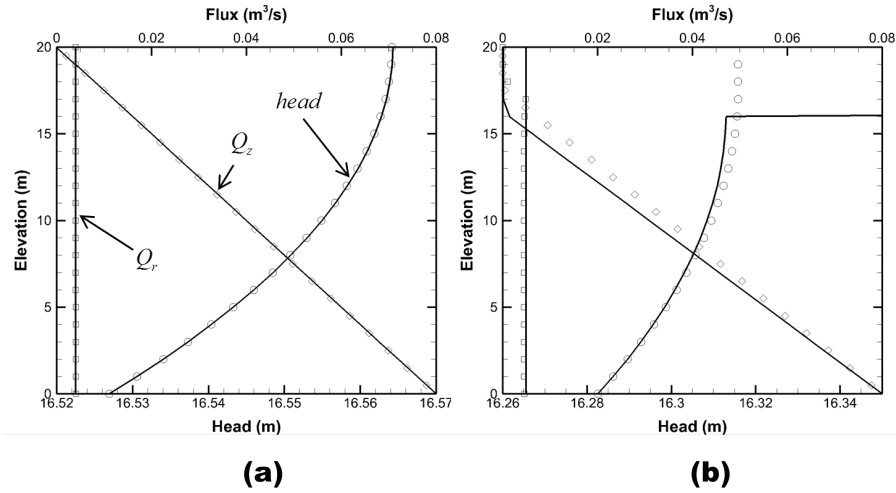 Flux (m³/s)
0 0.02 0.04 0.06 0.08
20
15
10
5
0
Elevation (m)
head
Qz
Qr
16.52 16.53 16.54 16.55 16.56 16.57
Head (m)
(a)
Flux (m³/s)
0 0.02 0.04 0.06 0.08
20
15
10
5
0
Elevation (m)
16.26 16.28 16.3 16.32 16.34
Head (m)
(b)